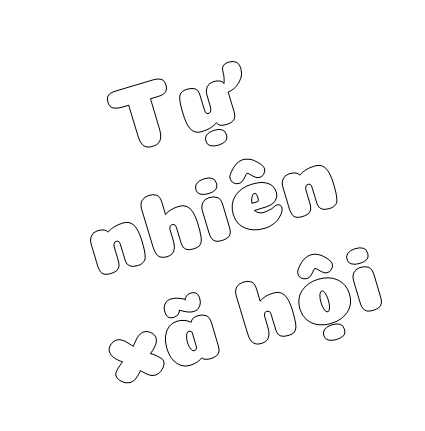 Tự
nhiên
xã hội